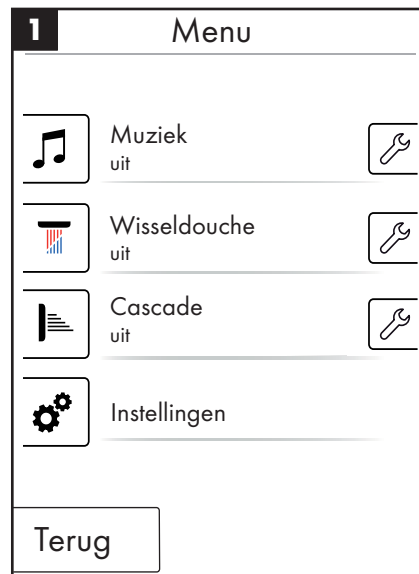 1
Menu
Muziek
uit
Wisseldouche
uit
Cascade
uit
Instellingen
Terug